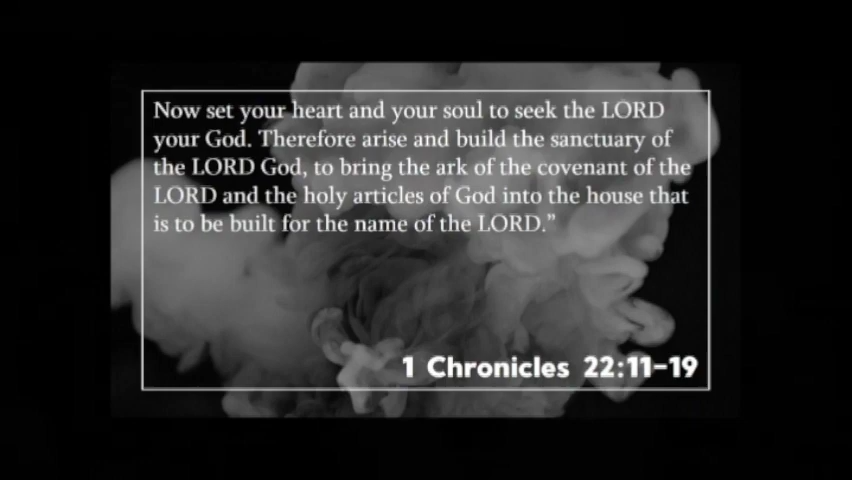 Now set your heart and your soul to seek the LORD
your God. Therefore arise and build the sanctuary of
the LORD God, to bring the ark of the covenant of the
LORD and the holy articles of God into the house that
is to be built for the name of the LORD.”
1 Chronicles 22:11-19